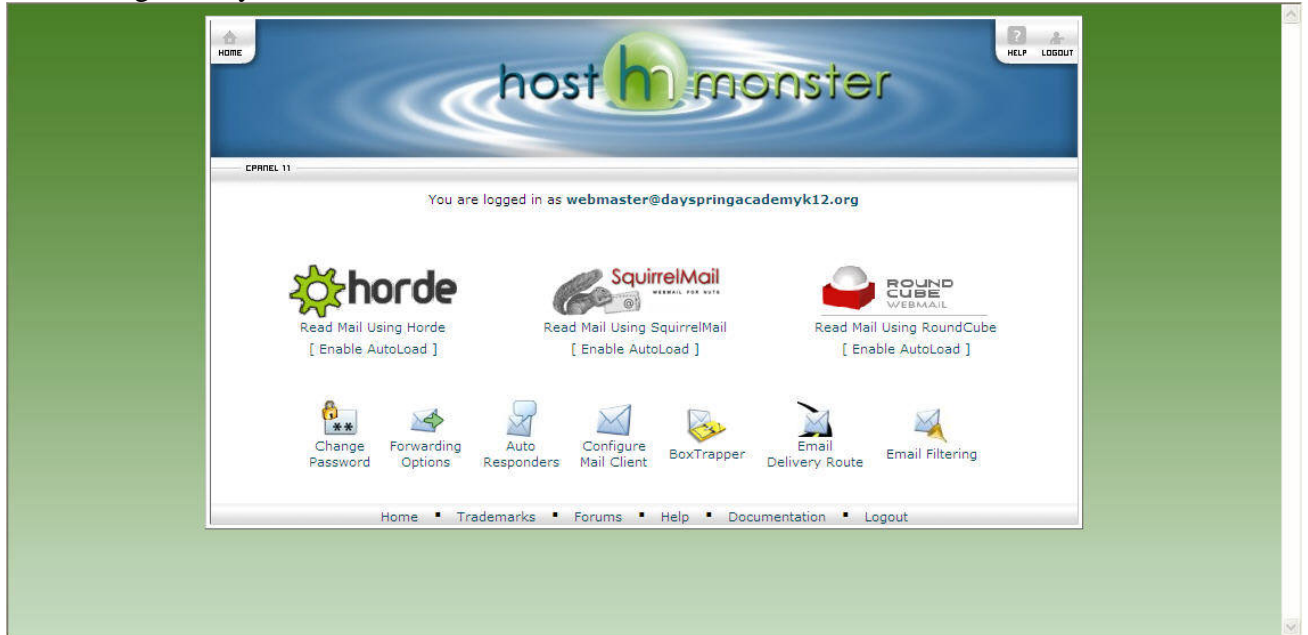 HOME
HELP LOGOUT
host m monster
CPANEL 11
You are logged in as webmaster@dayspringacademyk12.org
horde
SquirrelMail
WEBMAIL FOR NUTS
@
ROUND
CUBE
WEBMAIL
Read Mail Using Horde
Read Mail Using SquirrelMail
Read Mail Using RoundCube
[ Enable AutoLoad ]
[ Enable AutoLoad ]
[ Enable AutoLoad ]
**
Change
Password
Forwarding
Options
Auto
Responders
Configure
Mail Client
BoxTrapper
Email
Delivery Route
Email Filtering
Home ▪ Trademarks ▪ Forums ▪ Help ▪ Documentation ▪ Logout